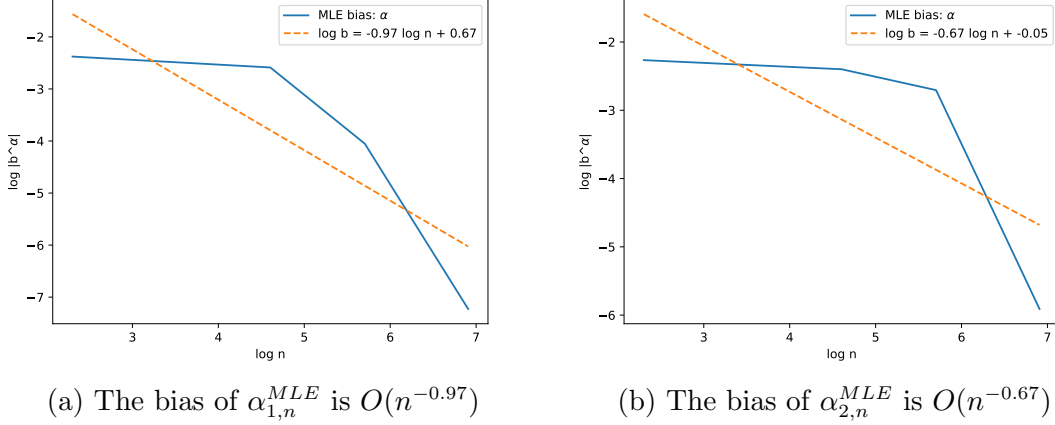 MLE bias: α
log b = -0.97 log n + 0.67
−2
−3
−4
−5
−6
−7
log |b^α|
3
4
5
6
7
log n
(a) The bias of α_{1,n}^{MLE} is O(n^{-0.97})
MLE bias: α
log b = -0.67 log n + -0.05
−2
−3
−4
−5
−6
log |b^α|
3
4
5
6
7
log n
(b) The bias of α_{2,n}^{MLE} is O(n^{-0.67})